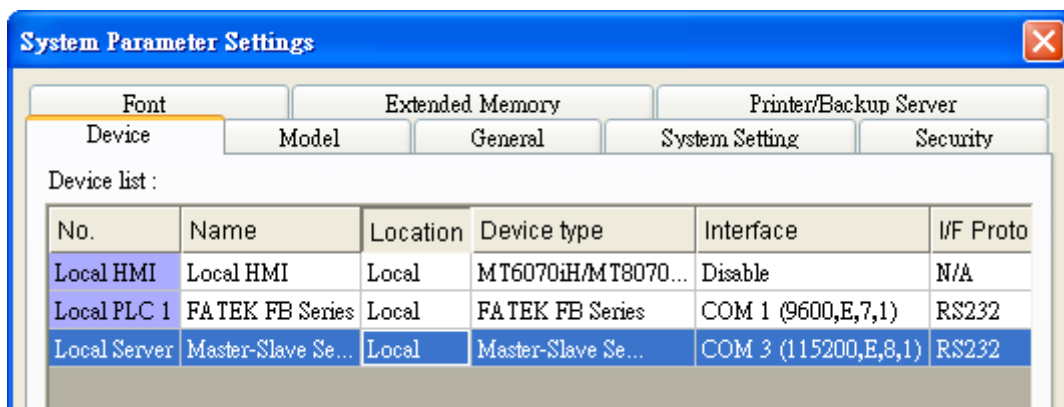 System Parameter Settings
Font Extended Memory Printer/Backup Server
Device Model General System Setting Security
Device list :
No. Name Location Device type Interface I/F Proto
Local HMI Local HMI Local MT6070iH/MT8070... Disable N/A
Local PLC 1 FATEK FB Series Local FATEK FB Series COM 1 (9600,E,7,1) RS232
Local Server Master-Slave Se... Local Master-Slave Se... COM 3 (115200,E,8,1) RS232